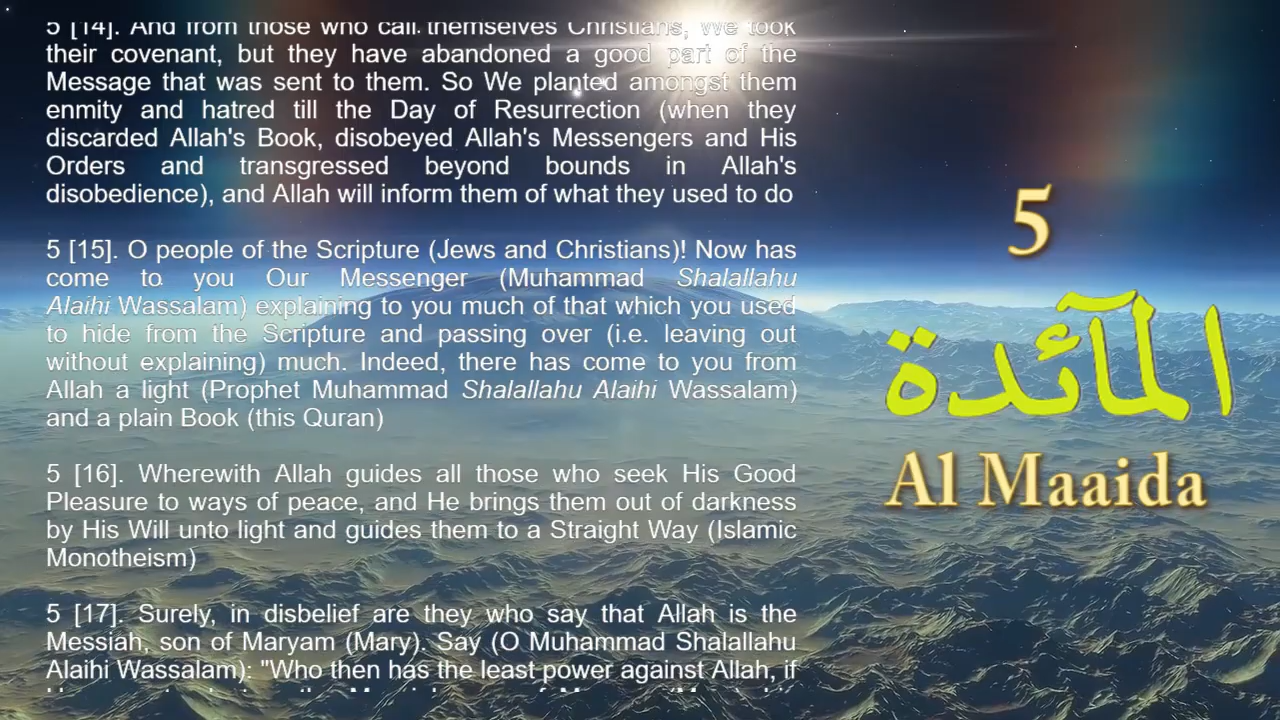 5 [14]. And from those who call themselves Christians, We took
their covenant, but they have abandoned a good part of the
Message that was sent to them. So We planted amongst them
enmity and hatred till the Day of Resurrection (when they
discarded Allah's Book, disobeyed Allah's Messengers and His
Orders and transgressed beyond bounds in Allah's
disobedience), and Allah will inform them of what they used to do
5 [15]. O people of the Scripture (Jews and Christians)! Now has
come to you Our Messenger (Muhammad Shalallahu
Alaihi Wassalam) explaining to you much of that which you used
to hide from the Scripture and passing over (i.e. leaving out
without explaining) much. Indeed, there has come to you from
Allah a light (Prophet Muhammad Shalallahu Alaihi Wassalam)
and a plain Book (this Quran)
5 [16]. Wherewith Allah guides all those who seek His Good
Pleasure to ways of peace, and He brings them out of darkness
by His Will unto light and guides them to a Straight Way (Islamic
Monotheism)
5 [17]. Surely, in disbelief are they who say that Allah is the
Messiah, son of Maryam (Mary). Say (O Muhammad Shalallahu
Alaihi Wassalam): "Who then has the least power against Allah, if
5
المآئدة
Al Maaida